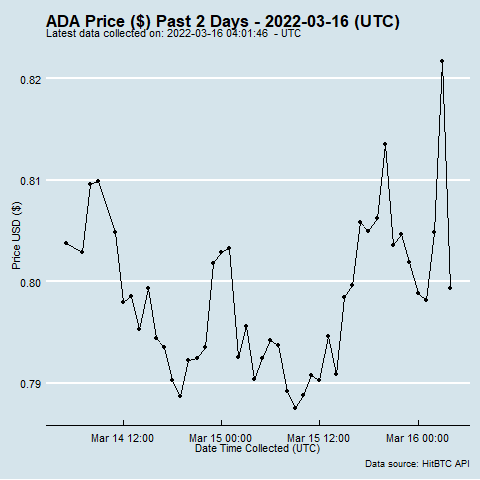 ADA Price ($) Past 2 Days - 2022-03-16 (UTC)
Latest data collected on: 2022-03-16 04:01:46 - UTC
0.82
0.81
0.80
0.79
Price USD ($)
Mar 14 12:00 Mar 15 00:00 Mar 15 12:00 Mar 16 00:00
Date Time Collected (UTC)
Data source: HitBTC API